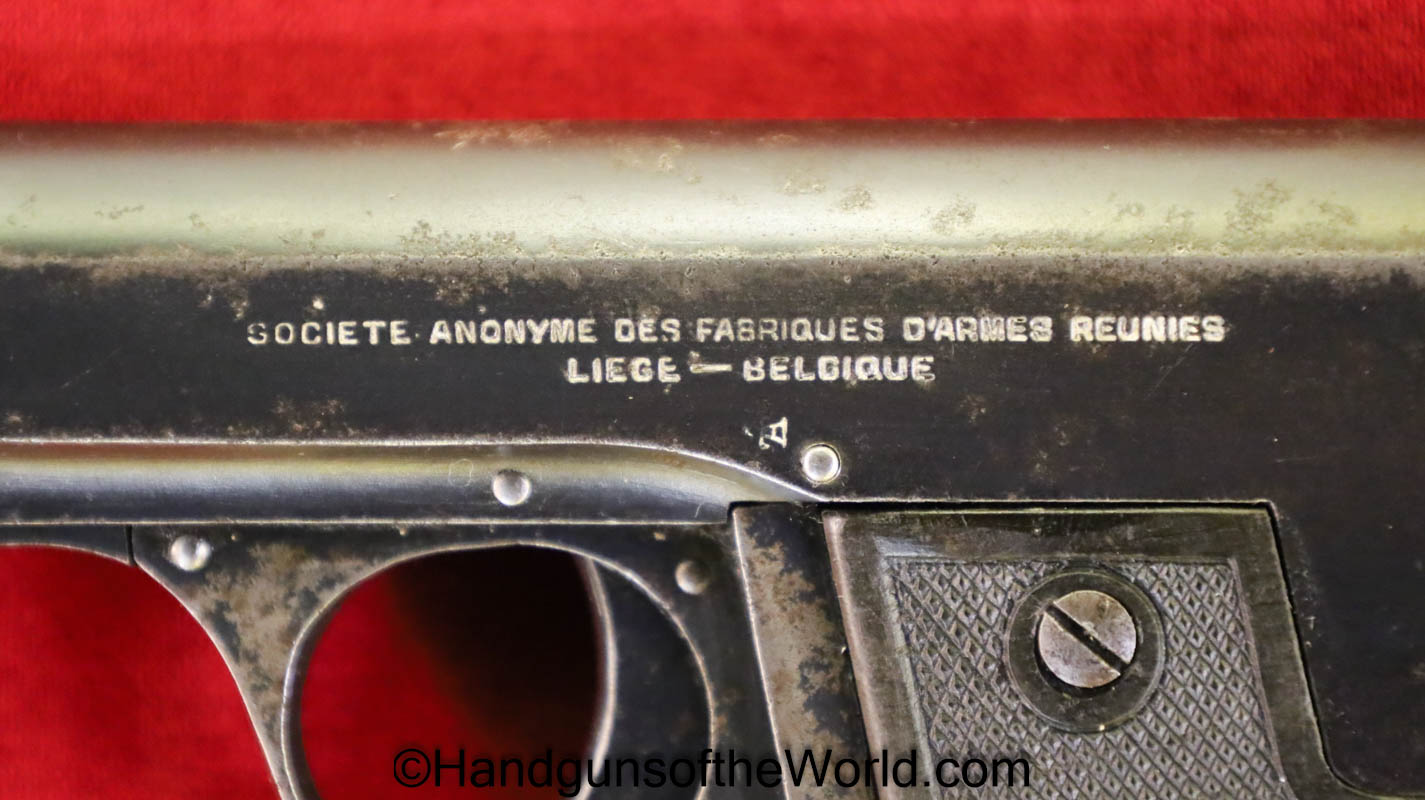 SOCIETE ANONYME DES FABRIQUES D'ARMES REUNIES
LIEGE - BELGIQUE
A
©HandgunsoftheWorld.com